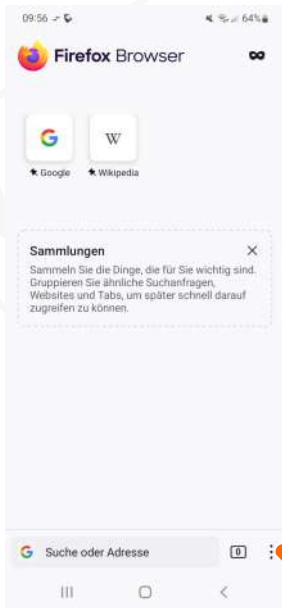 09:56
64%
Firefox Browser
G
W
Google
Wikipedia
Sammlungen
Sammeln Sie die Dinge, die für Sie wichtig sind.
Gruppieren Sie ähnliche Suchanfragen,
Websites und Tabs, um später schnell darauf
zugreifen zu können.
G Suche oder Adresse
0